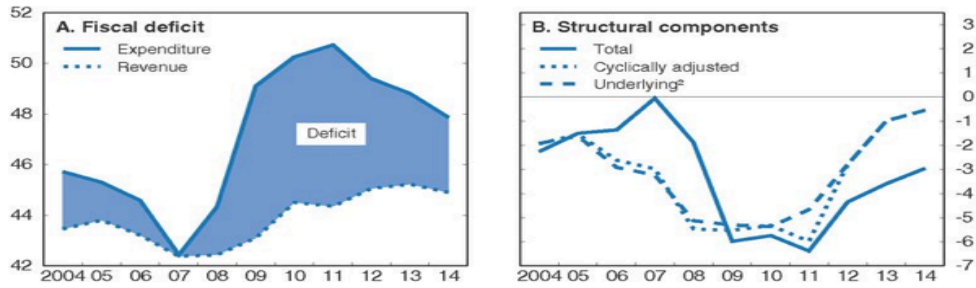 52
50
48
46
44
42
A. Fiscal deficit
Expenditure
Revenue
Deficit
2004 05 06 07 08 09 10 11 12 13 14
B. Structural components
Total
Cyclically adjusted
Underlying²
3
2
1
0
-1
-2
-3
-4
-5
-6
-7
2004 05 06 07 08 09 10 11 12 13 14